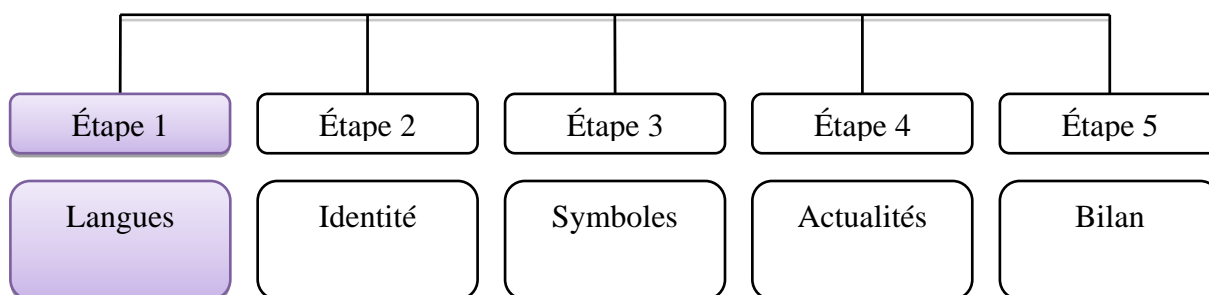 Étape 1
Étape 2
Étape 3
Étape 4
Étape 5
Langues
Identité
Symboles
Actualités
Bilan